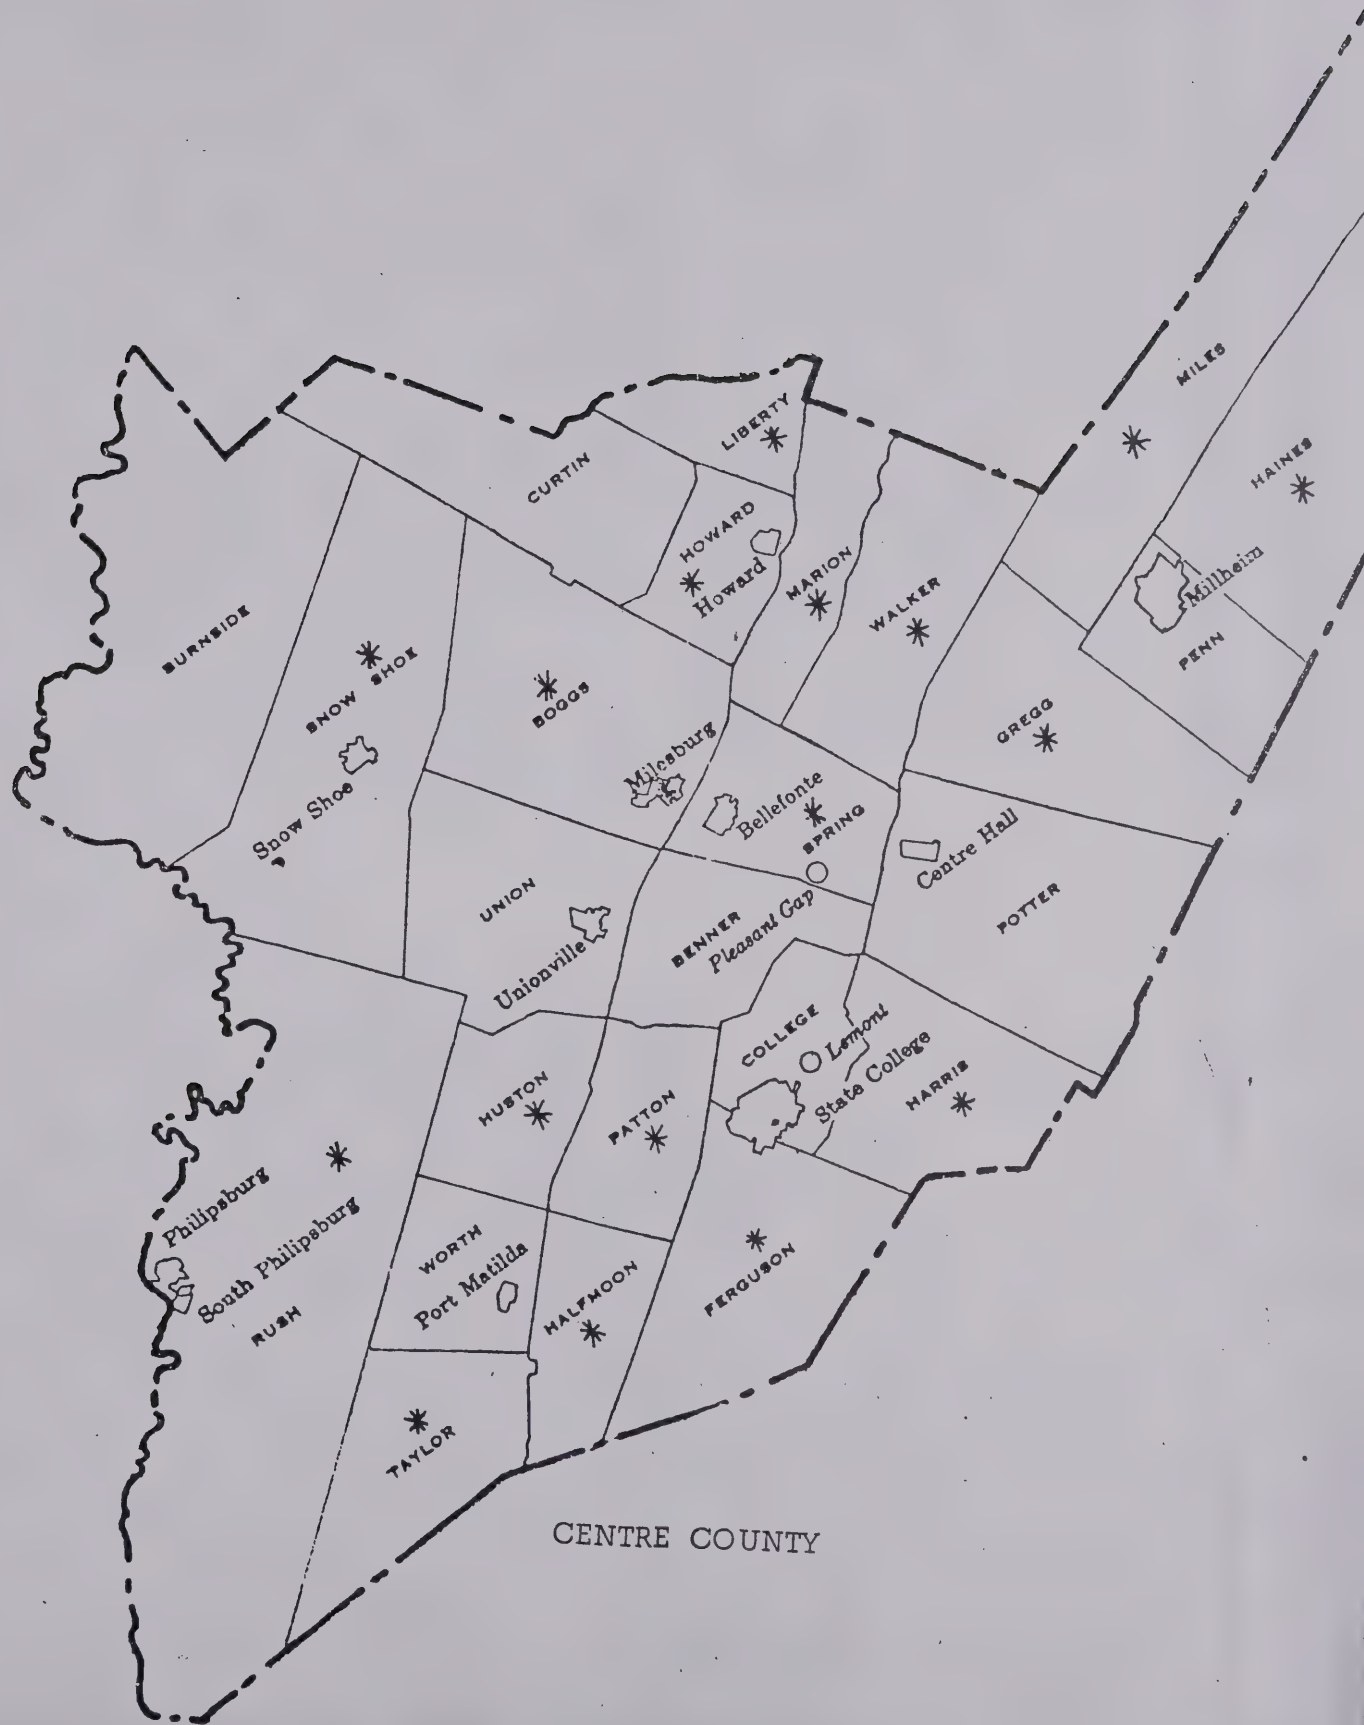 MILES
LIBERTY
HAINES
CURTIN
HOWARD
Howard
MARION
WALKER
Millheim
PENN
BURNSIDE
SNOW SHOE
BOGGS
GREGG
Milesburg
Snow Shoe
Bellefonte
SPRING
Centre Hall
POTTER
UNION
Unionville
BENNER
Pleasant Gap
COLLEGE
Lemont
State College
HARRIS
HUSTON
PATTON
Philipsburg
South Philipsburg
RUSH
WORTH
Port Matilda
HALFMOON
FERGUSON
TAYLOR
CENTRE COUNTY